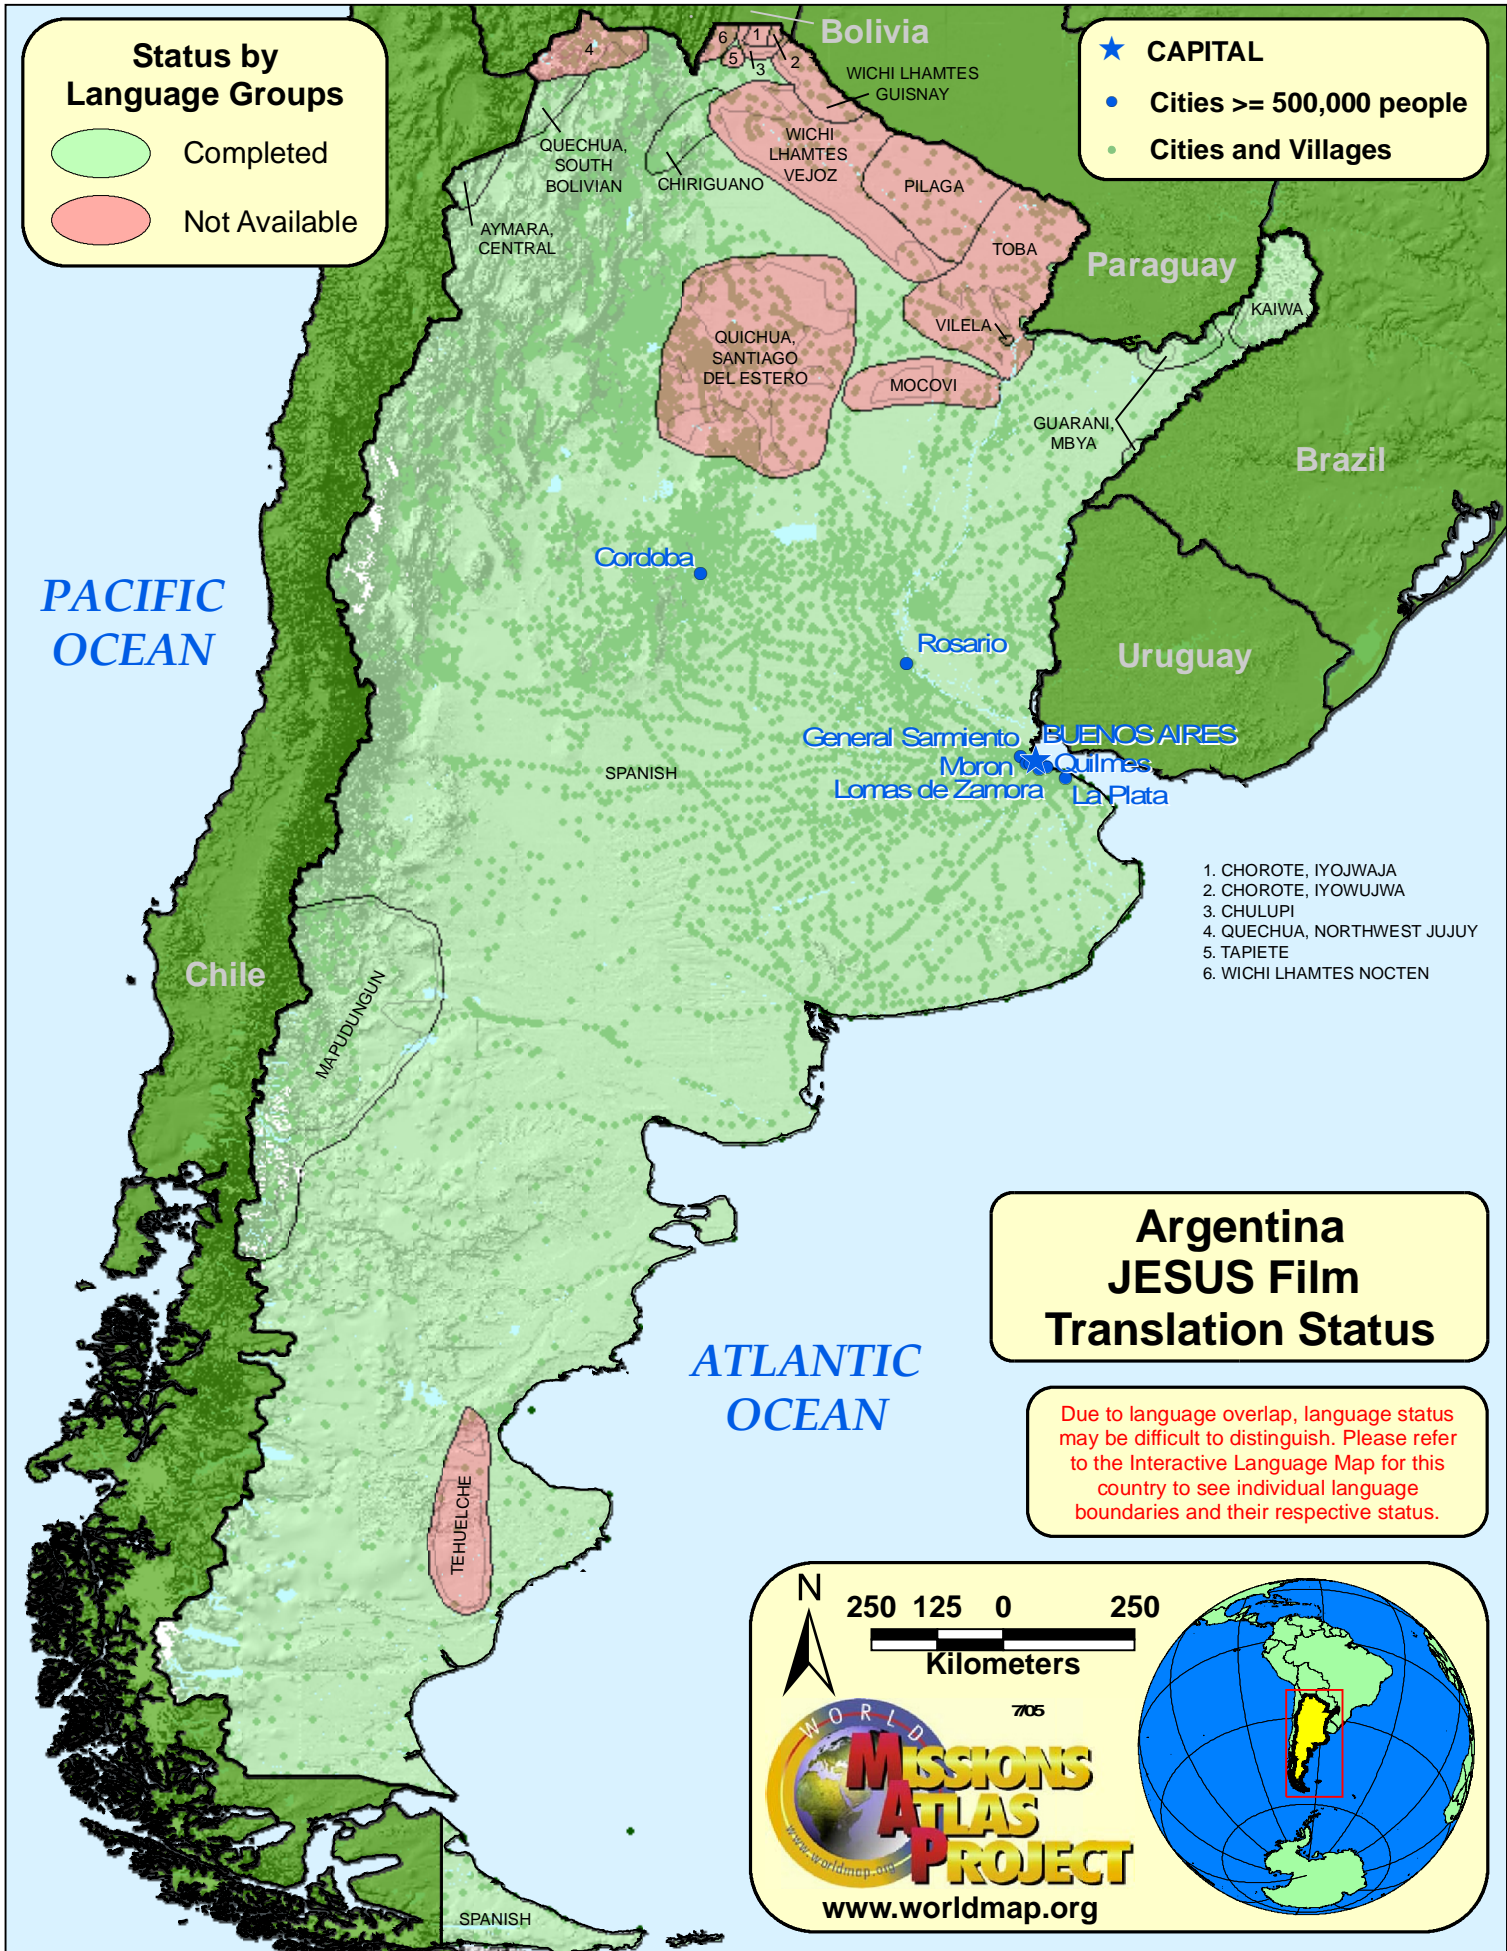 Status by
Language Groups
Completed
Not Available
CAPITAL
Cities >= 500,000 people
Cities and Villages
Bolivia
4
6
1
5
3
2
WICHI LHAMTES
GUISNAY
QUECHUA,
SOUTH
BOLIVIAN
CHIRIGUANO
WICHI
LHAMTES
VEJOZ
PILAGA
AYMARA,
CENTRAL
TOBA
Paraguay
KAIWA
VILELA
QUICHUA,
SANTIAGO
DEL ESTERO
MOCOVI
GUARANI,
MBYA
Brazil
Cordoba
PACIFIC
OCEAN
Rosario
Uruguay
General Sarmiento
BUENOS AIRES
Moron
Quilmes
Lomas de Zamora
La Plata
SPANISH
1. CHOROTE, IYOJWAJA
2. CHOROTE, IYOWUJWA
3. CHULUPI
4. QUECHUA, NORTHWEST JUJUY
5. TAPIETE
6. WICHI LHAMTES NOCTEN
Chile
MAPUDUNGUN
Argentina
JESUS Film
Translation Status
ATLANTIC
OCEAN
Due to language overlap, language status
may be difficult to distinguish. Please refer
to the Interactive Language Map for this
country to see individual language
boundaries and their respective status.
TEHUELCHE
N
250 125 0 250
Kilometers
7/05
WORLD
MISSIONS
ATLAS
PROJECT
www.worldmap.org
www.worldmap.org
SPANISH